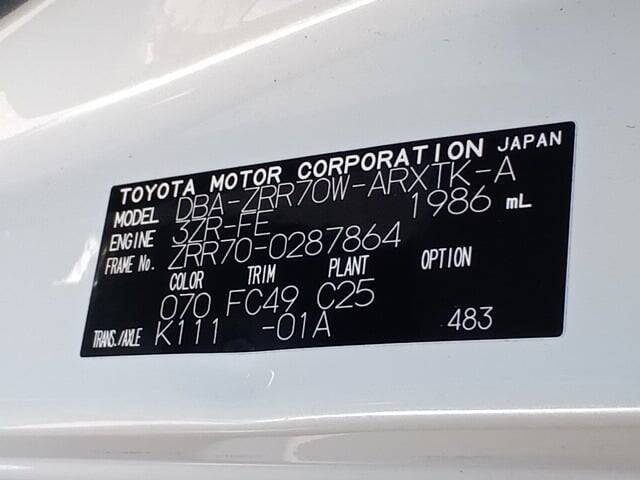 TOYOTA MOTOR CORPORATION JAPAN
MODEL DBA-ZRR70W-ARXTK-A
ENGINE 3ZR-FE 1986 mL
FRAME No. ZRR70-0287864
COLOR TRIM PLANT OPTION
070 FC49 C25
TRANS./AXLE K111 -01A 483